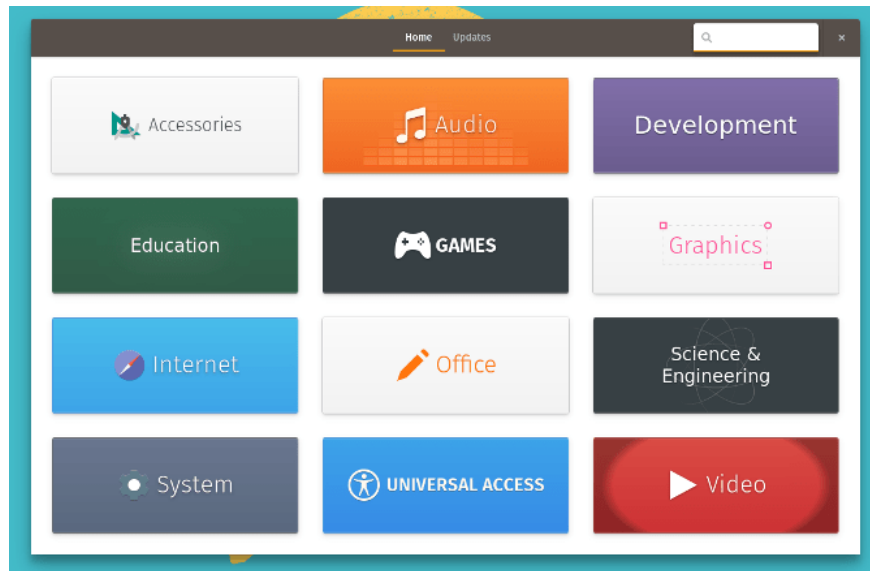 Home Updates
Accessories
Audio
Development
Education
GAMES
Graphics
Internet
Office
Science &
Engineering
System
UNIVERSAL ACCESS
Video